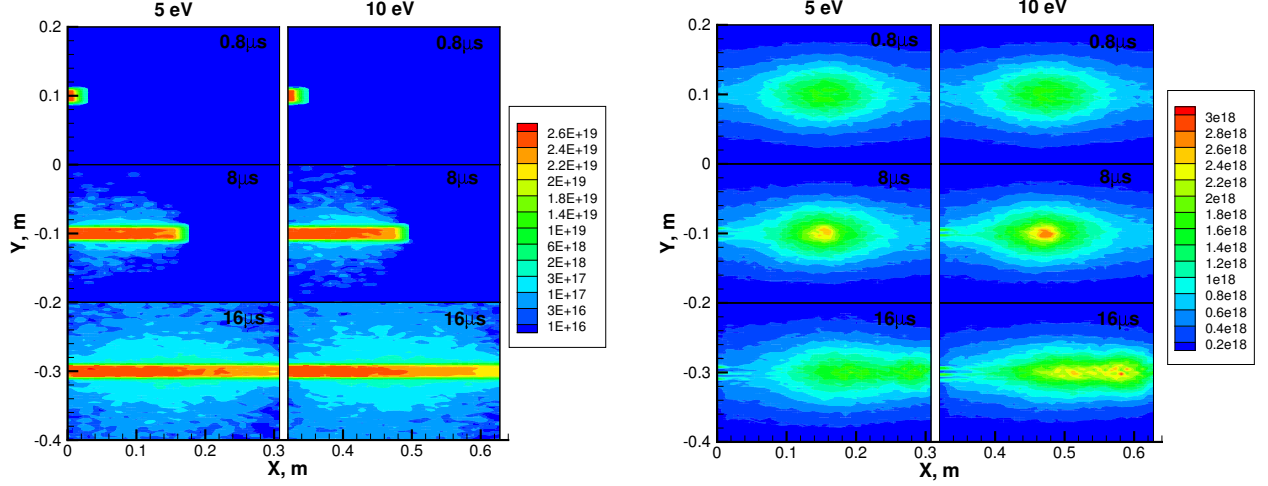 5 eV 10 eV
0.2 0.8µs 0.8µs
0.1
0
8µs 8µs
Y, m
-0.1
-0.2
16µs 16µs
-0.3
-0.4
0 0.1 0.2 0.3 0.4 0.5 0.6
X, m
2.6E+19
2.4E+19
2.2E+19
2E+19
1.8E+19
1.4E+19
1E+19
6E+18
2E+18
3E+17
1E+17
3E+16
1E+16
5 eV 10 eV
0.2 0.8µs 0.8µs
0.1
0
8µs 8µs
Y, m
-0.1
-0.2
16µs 16µs
-0.3
-0.4
0 0.1 0.2 0.3 0.4 0.5 0.6
X, m
3e18
2.8e18
2.6e18
2.4e18
2.2e18
2e18
1.8e18
1.6e18
1.4e18
1.2e18
1e18
0.8e18
0.6e18
0.4e18
0.2e18